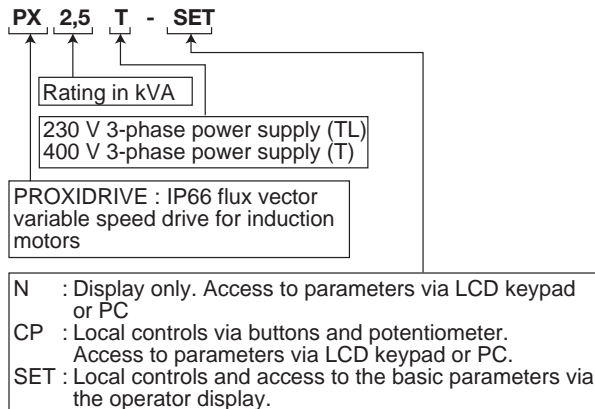 PX 2,5 T - SET
Rating in kVA
230 V 3-phase power supply (TL)
400 V 3-phase power supply (T)
PROXIDRIVE : IP66 flux vector
variable speed drive for induction
motors
N : Display only. Access to parameters via LCD keypad
or PC
CP : Local controls via buttons and potentiometer.
Access to parameters via LCD keypad or PC.
SET : Local controls and access to the basic parameters via
the operator display.